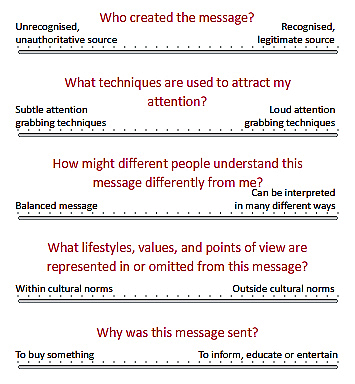 Who created the message?
Unrecognised, Recognised,
unauthoritative source legitimate source
What techniques are used to attract my
attention?
Subtle attention Loud attention
grabbing techniques grabbing techniques
How might different people understand this
message differently from me?
Can be interpreted
Balanced message in many different ways
What lifestyles, values, and points of view are
represented in or omitted from this message?
Within cultural norms Outside cultural norms
Why was this message sent?
To buy something To inform, educate or entertain